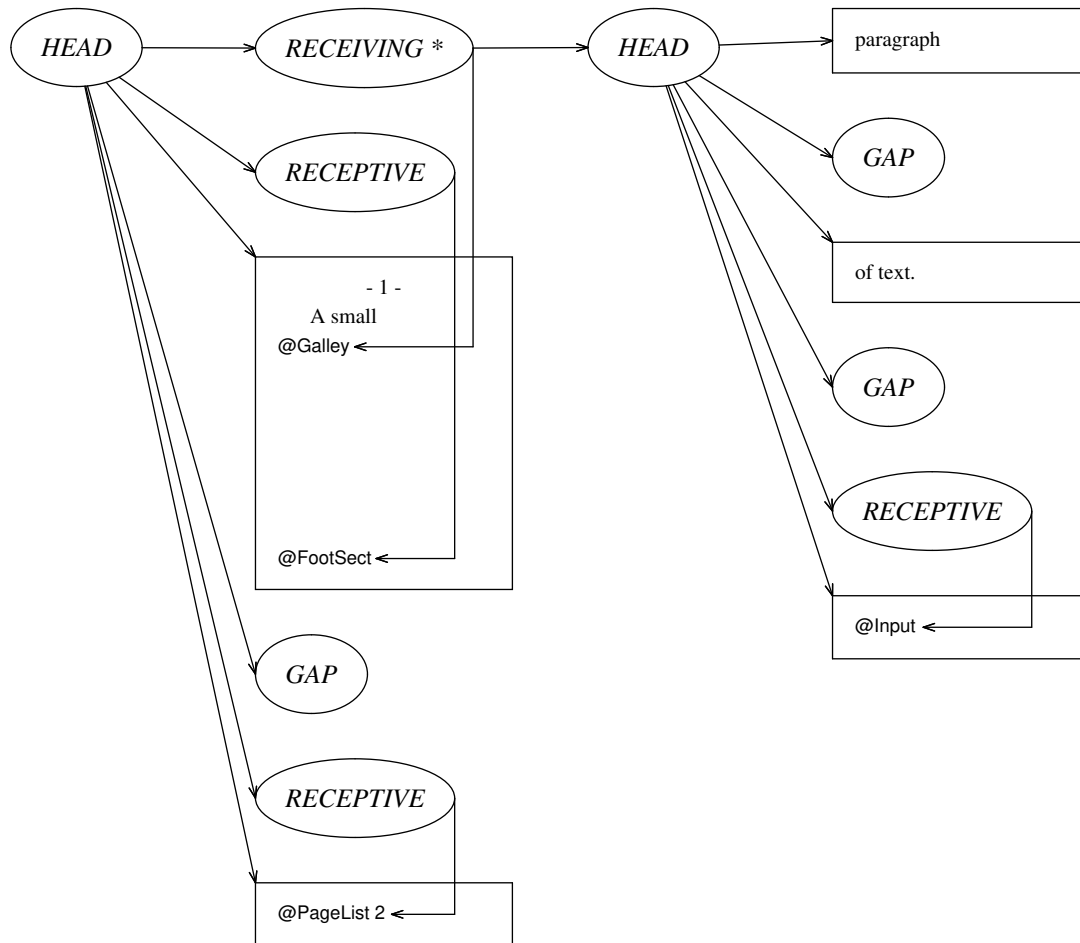 HEAD
RECEIVING *
HEAD
paragraph
RECEPTIVE
GAP
- 1 -
A small
@Galley
of text.
GAP
RECEPTIVE
@FootSect
@Input
GAP
RECEPTIVE
@PageList 2